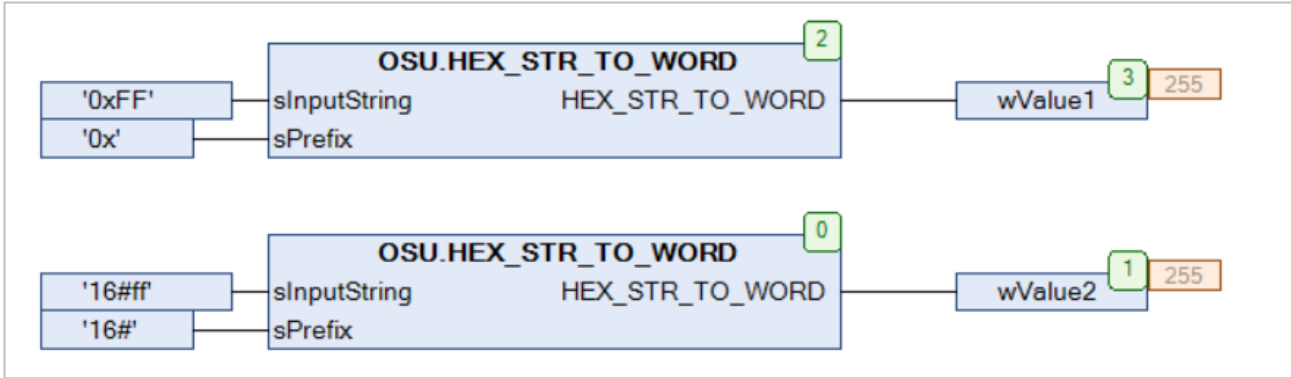 2
OSU.HEX_STR_TO_WORD
'0xFF' sInputString HEX_STR_TO_WORD wValue1 3 255
'0x' sPrefix
0
OSU.HEX_STR_TO_WORD
'16#ff' sInputString HEX_STR_TO_WORD wValue2 1 255
'16#' sPrefix